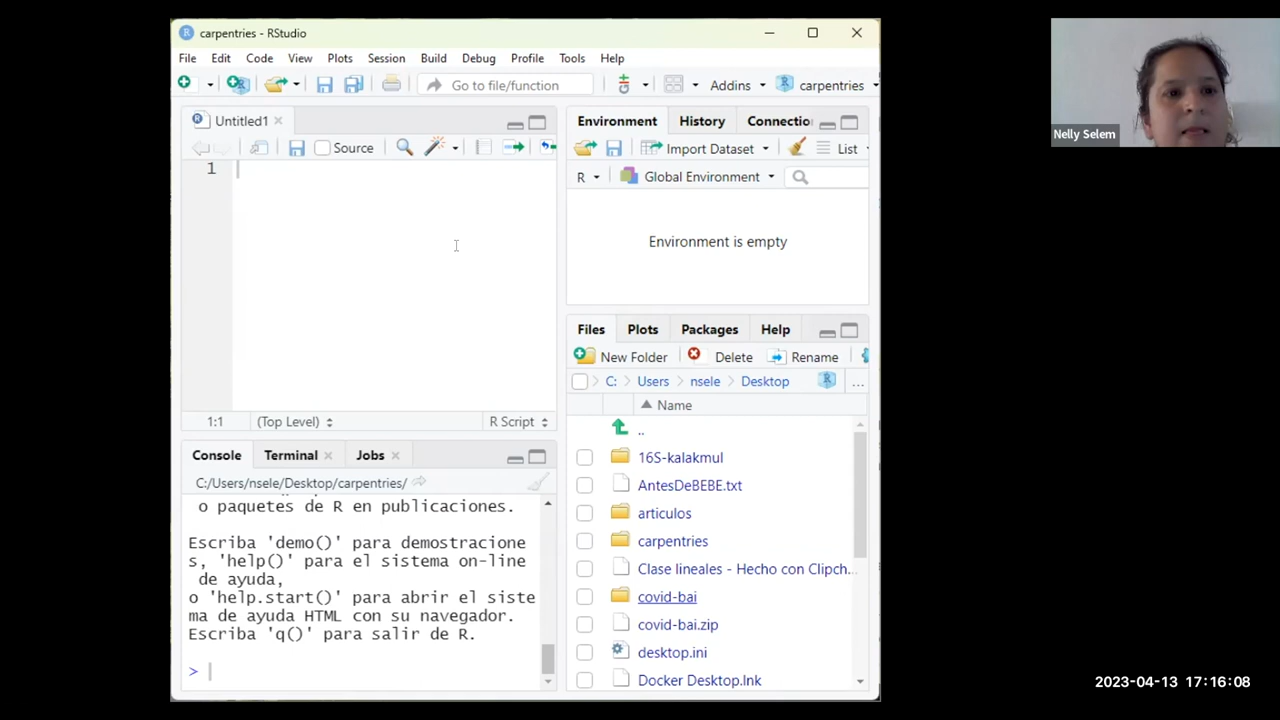 carpentries - RStudio
File Edit Code View Plots Session Build Debug Profile Tools Help
Go to file/function Addins carpentries
Untitled1
Source
1
1:1 (Top Level) R Script
Console Terminal Jobs
C:/Users/nsele/Desktop/carpentries/
o paquetes de R en publicaciones.
Escriba 'demo()' para demostracione
s, 'help()' para el sistema on-line
de ayuda,
o 'help.start()' para abrir el siste
ma de ayuda HTML con su navegador.
Escriba 'q()' para salir de R.
>
Environment History Connectio
Import Dataset List
R Global Environment
Environment is empty
Files Plots Packages Help
New Folder Delete Rename
C: Users nsele Desktop ...
Name
..
16S-kalakmul
AntesDeBEBE.txt
articulos
carpentries
Clase lineales - Hecho con Clipch...
covid-bai
covid-bai.zip
desktop.ini
Docker Desktop.lnk
Nelly Selem
2023-04-13 17:16:08